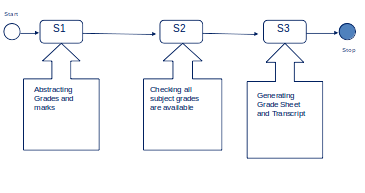 Start
S1
S2
S3
Stop
Abstracting
Grades and
marks
Checking all
subject grades
are available
Generating
Grade Sheet
and Transcript